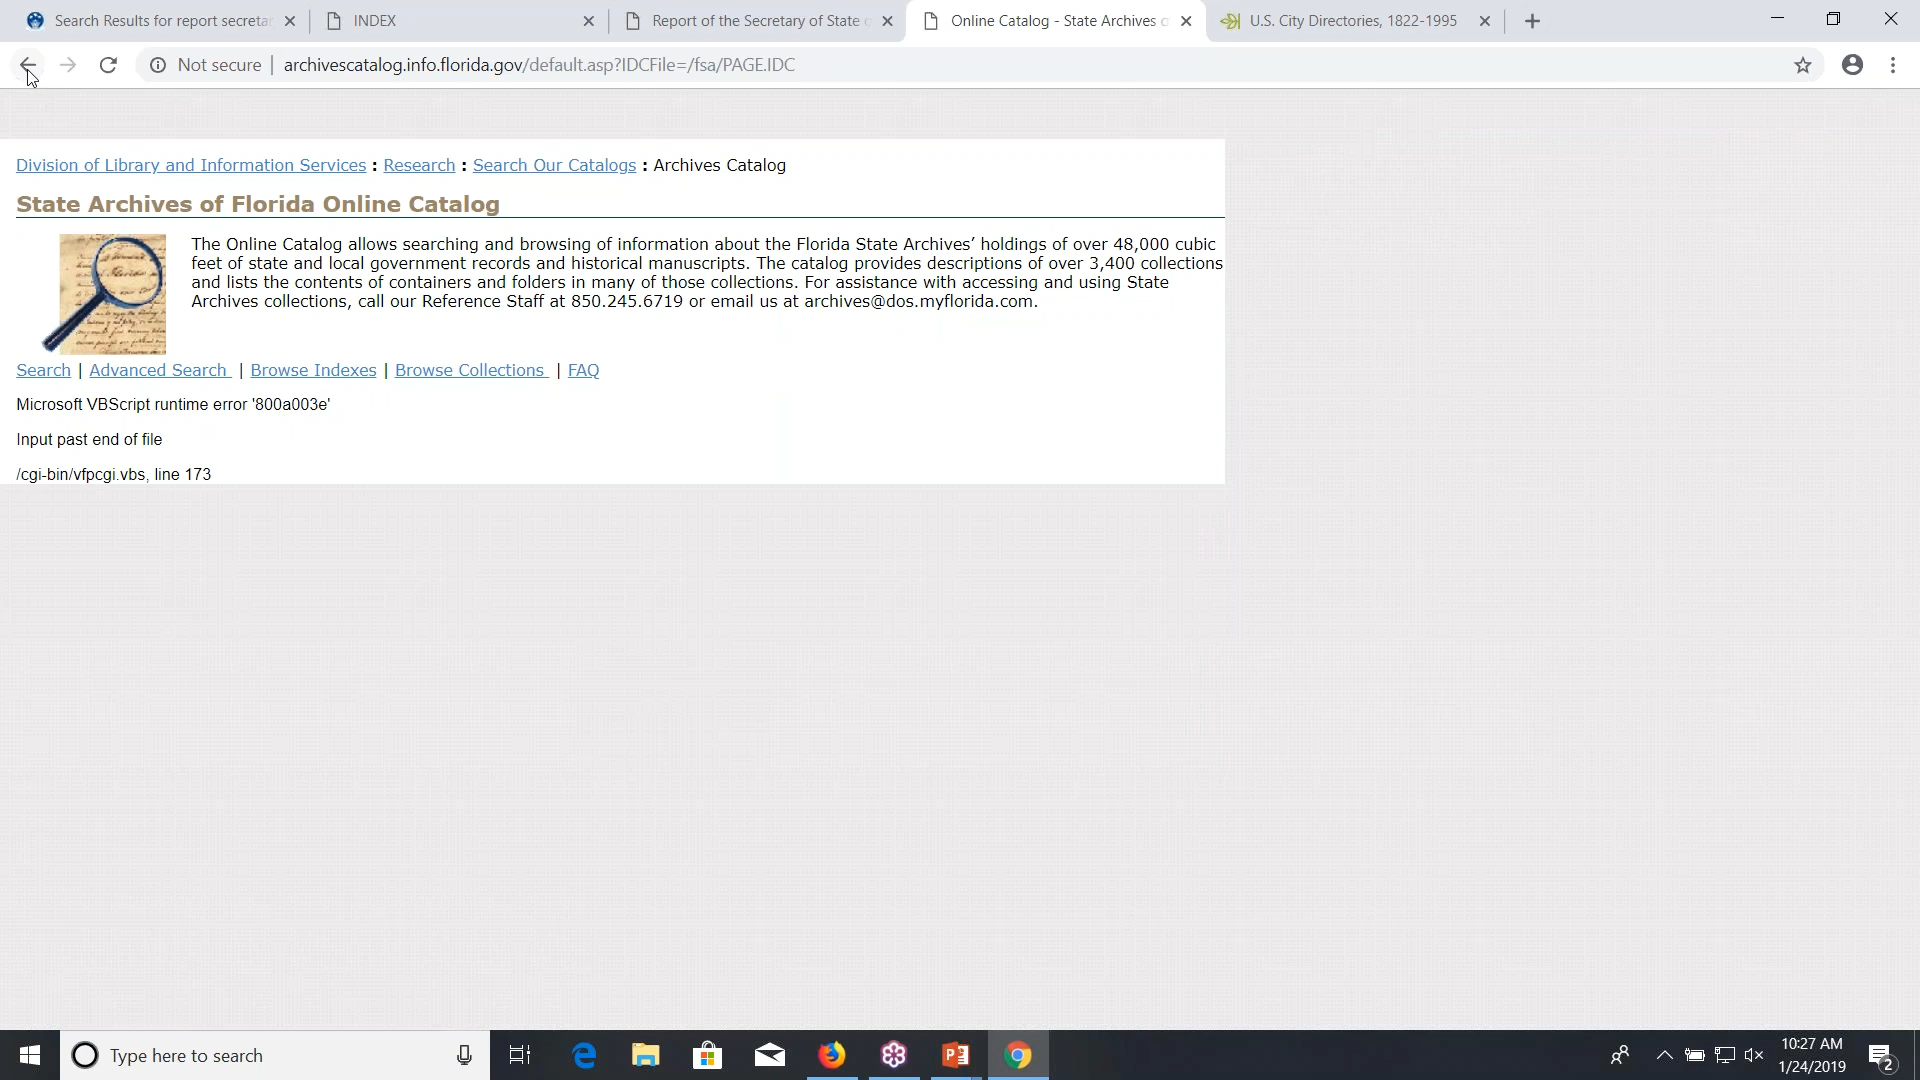 Search Results for report secreta
INDEX
Report of the Secretary of State o
Online Catalog - State Archives o
U.S. City Directories, 1822-1995
Not secure
archivescatalog.info.florida.gov/default.asp?IDCFile=/fsa/PAGE.IDC
Division of Library and Information Services : Research : Search Our Catalogs : Archives Catalog
State Archives of Florida Online Catalog
The Online Catalog allows searching and browsing of information about the Florida State Archives’ holdings of over 48,000 cubic
feet of state and local government records and historical manuscripts. The catalog provides descriptions of over 3,400 collections
and lists the contents of containers and folders in many of those collections. For assistance with accessing and using State
Archives collections, call our Reference Staff at 850.245.6719 or email us at archives@dos.myflorida.com.
Search | Advanced Search | Browse Indexes | Browse Collections | FAQ
Microsoft VBScript runtime error '800a003e'
Input past end of file
/cgi-bin/vfpcgi.vbs, line 173
Type here to search
10:27 AM
1/24/2019
2